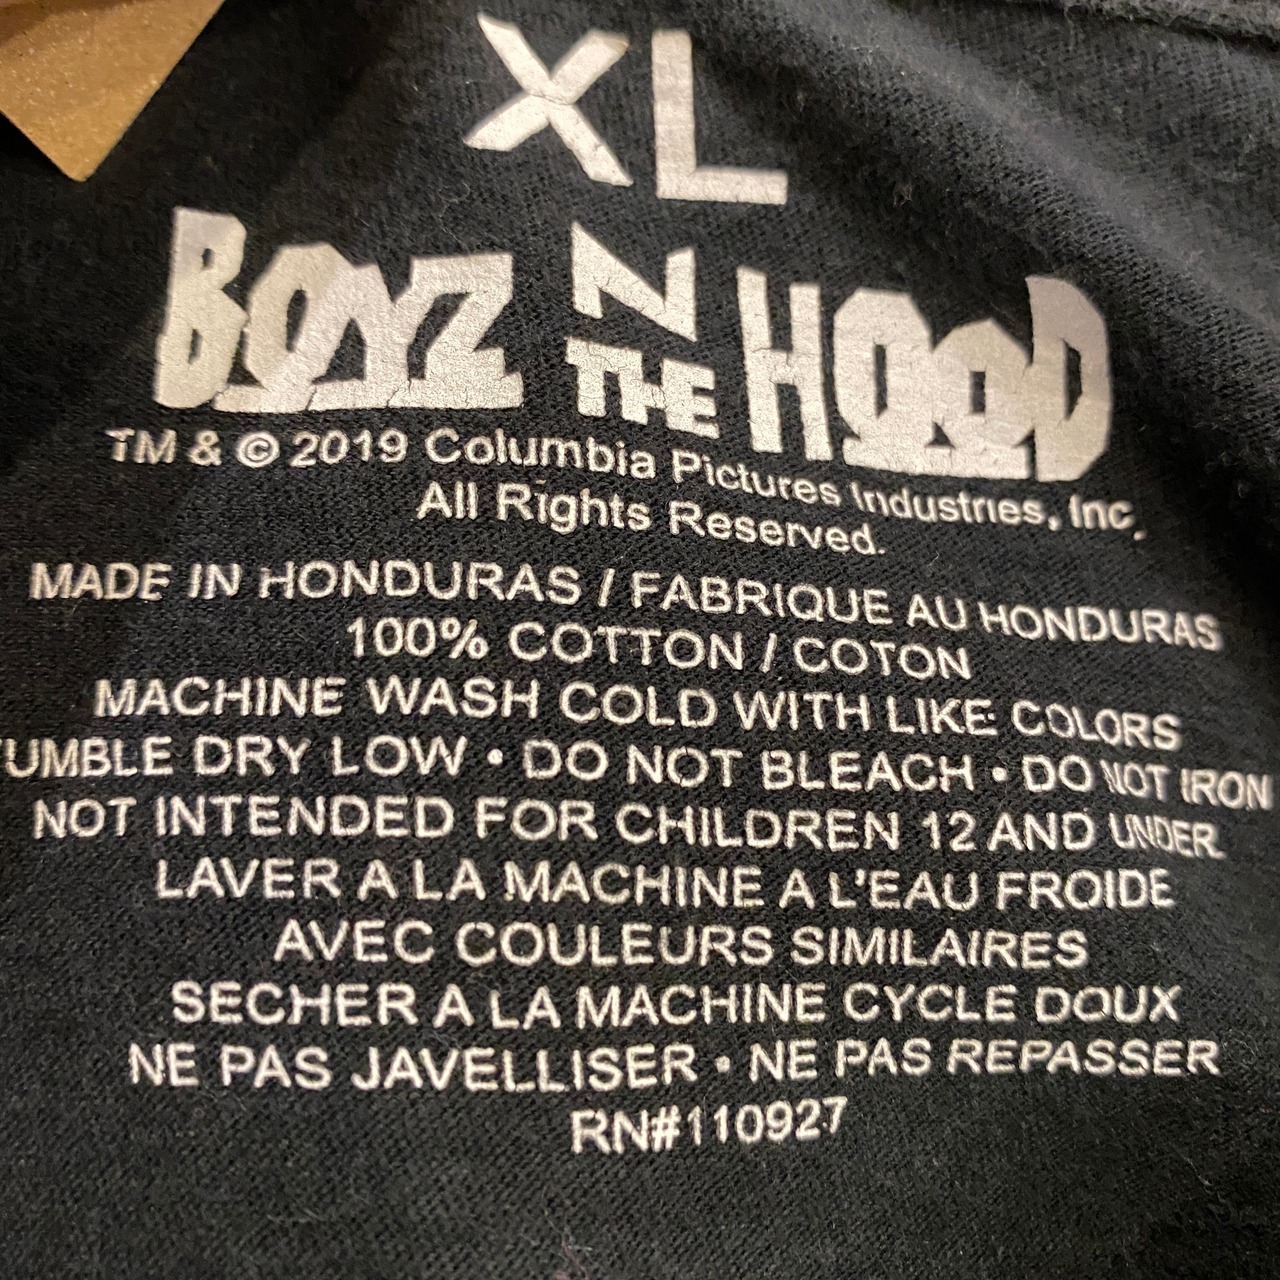 XL
BOYZ N THE HOOD
TM & © 2019 Columbia Pictures Industries, Inc.
All Rights Reserved.
MADE IN HONDURAS / FABRIQUE AU HONDURAS
100% COTTON / COTON
MACHINE WASH COLD WITH LIKE COLORS
TUMBLE DRY LOW • DO NOT BLEACH • DO NOT IRON
NOT INTENDED FOR CHILDREN 12 AND UNDER
LAVER A LA MACHINE A L'EAU FROIDE
AVEC COULEURS SIMILAIRES
SECHER A LA MACHINE CYCLE DOUX
NE PAS JAVELLISER • NE PAS REPASSER
RN#110927